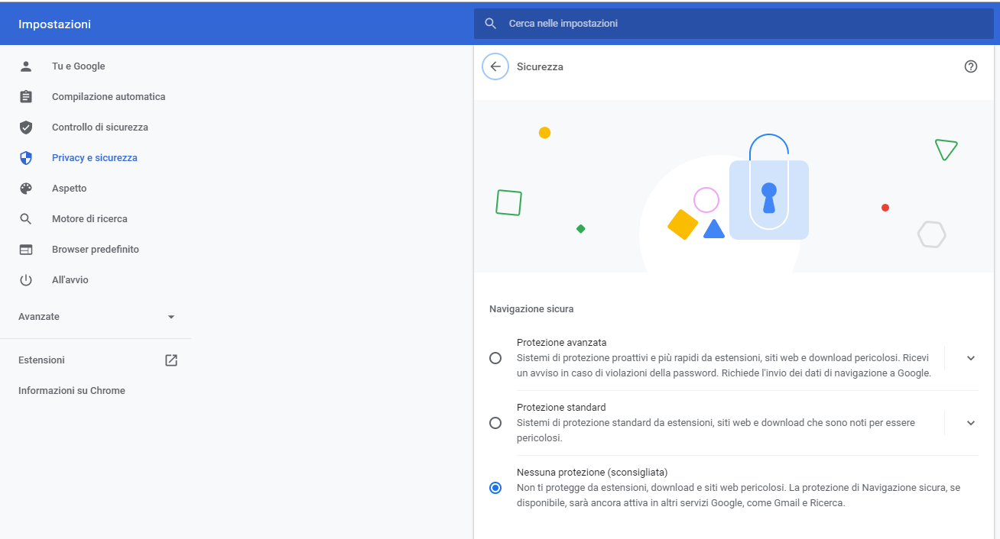 Impostazioni
Cerca nelle impostazioni
Tu e Google
Compilazione automatica
Controllo di sicurezza
Privacy e sicurezza
Aspetto
Motore di ricerca
Browser predefinito
All'avvio
Avanzate
Estensioni
Informazioni su Chrome
Sicurezza
Navigazione sicura
Protezione avanzata
Sistemi di protezione proattivi e più rapidi da estensioni, siti web e download pericolosi. Ricevi
un avviso in caso di violazioni della password. Richiede l'invio dei dati di navigazione a Google.
Protezione standard
Sistemi di protezione standard da estensioni, siti web e download che sono noti per essere
pericolosi.
Nessuna protezione (sconsigliata)
Non ti protegge da estensioni, download e siti web pericolosi. La protezione di Navigazione sicura, se
disponibile, sarà ancora attiva in altri servizi Google, come Gmail e Ricerca.